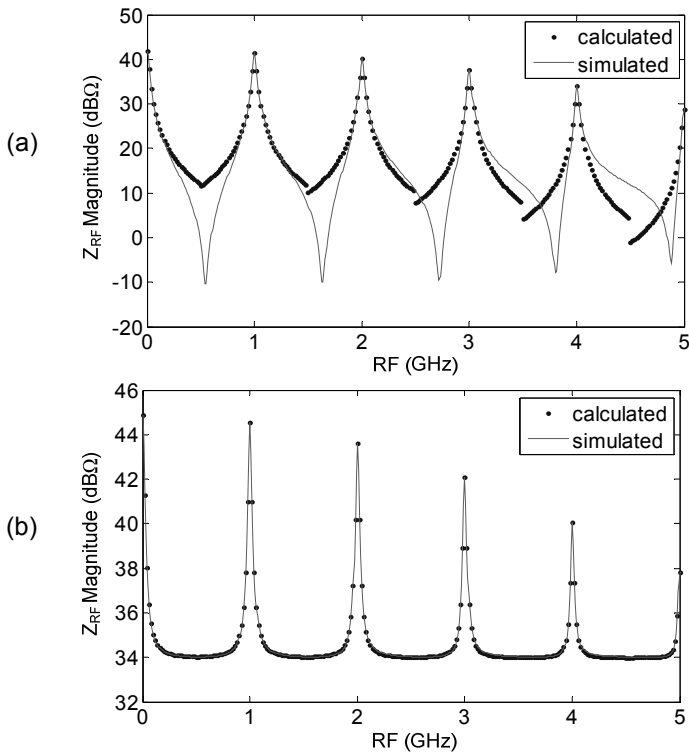 (a)
50
40
30
20
10
0
-10
-20
Z_RF Magnitude (dBΩ)
calculated
simulated
0 1 2 3 4 5
RF (GHz)
(b)
46
44
42
40
38
36
34
32
Z_RF Magnitude (dBΩ)
calculated
simulated
0 1 2 3 4 5
RF (GHz)